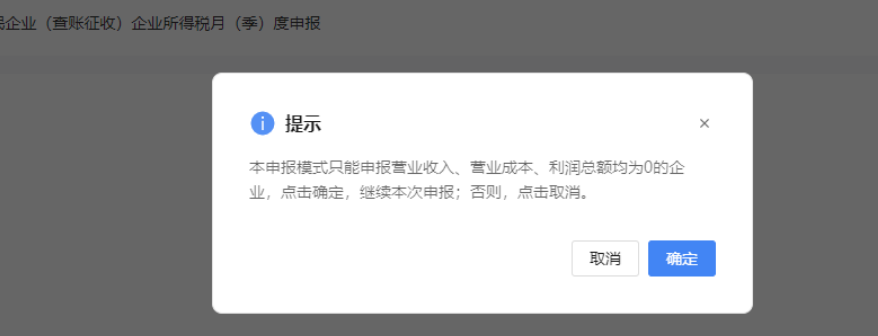 企业（查账征收）企业所得税月（季）度申报
提示
本申报模式只能申报营业收入、营业成本、利润总额均为0的企
业，点击确定，继续本次申报；否则，点击取消。
取消
确定